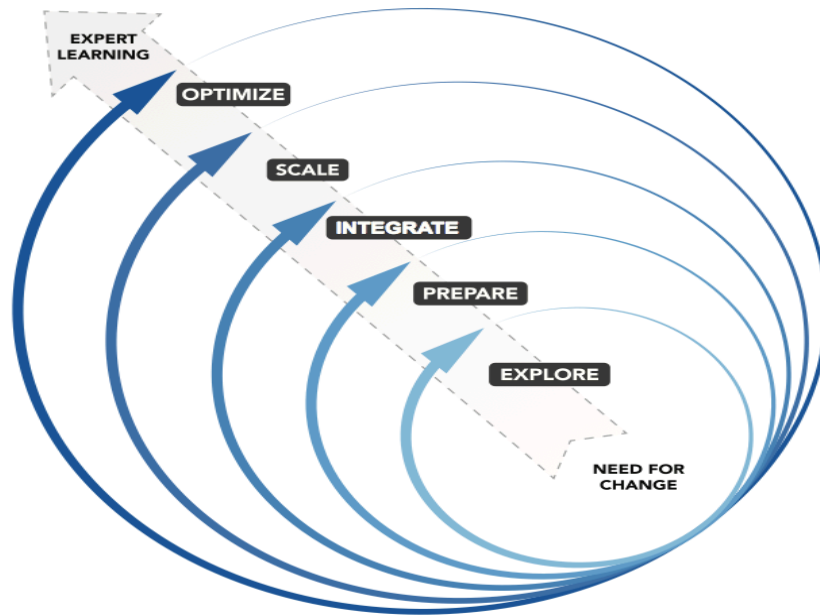 EXPERT
LEARNING
OPTIMIZE
SCALE
INTEGRATE
PREPARE
EXPLORE
NEED FOR
CHANGE